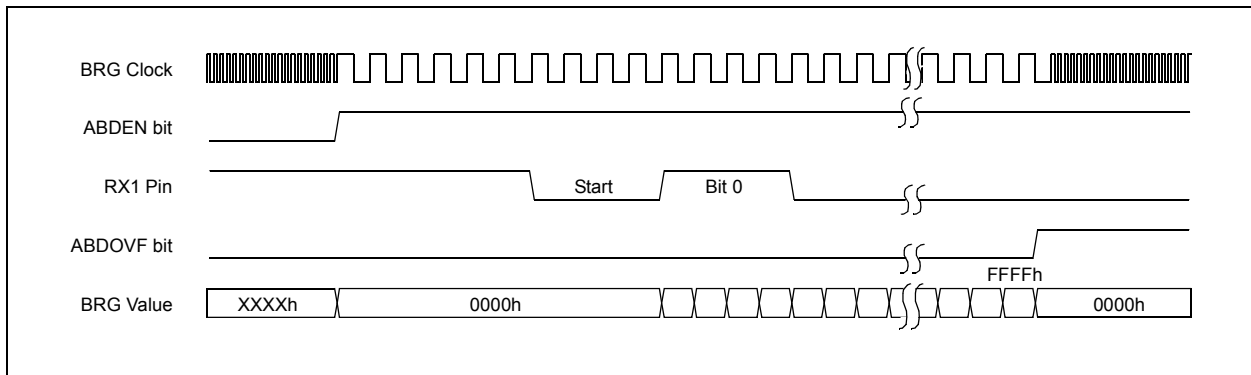 BRG Clock
ABDEN bit
RX1 Pin
Start
Bit 0
ABDOVF bit
FFFFh
BRG Value
XXXXh
0000h
0000h